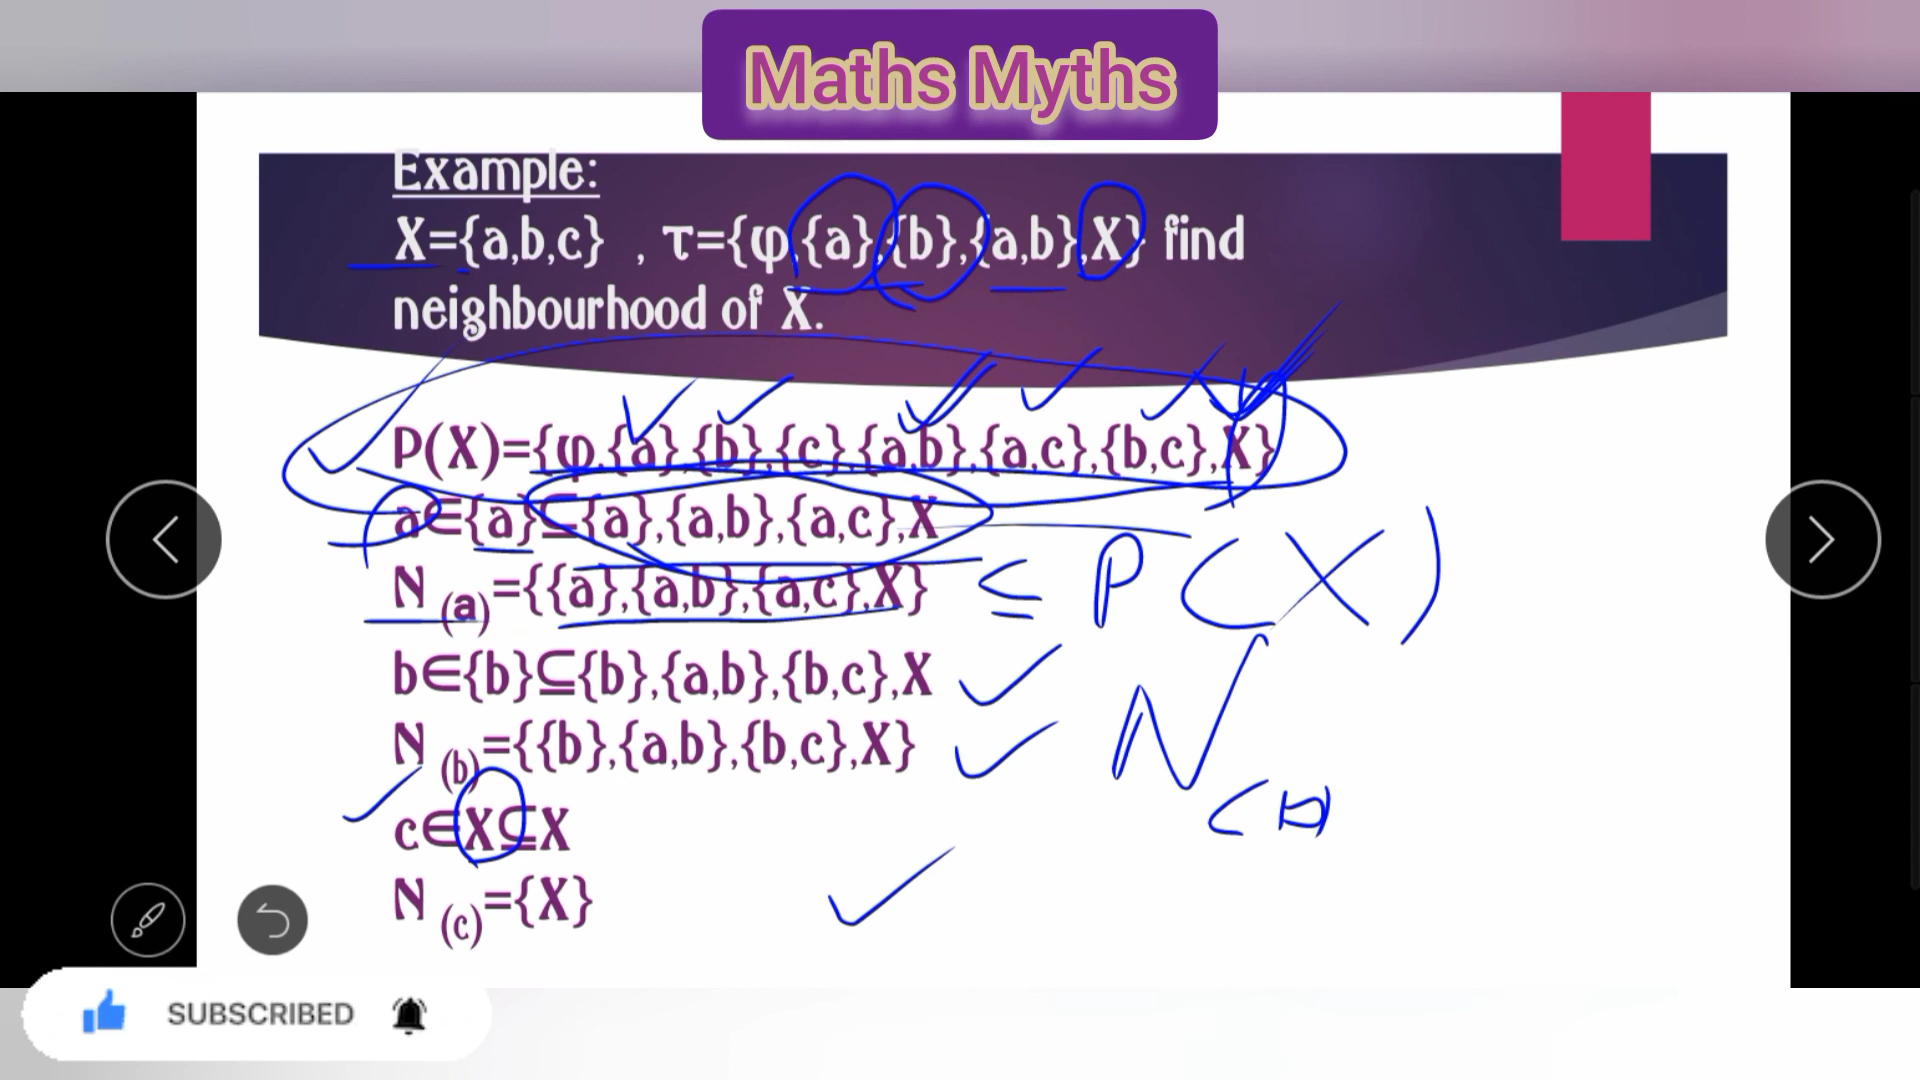 Maths Myths
Example:
X={a,b,c} , τ={φ,{a},{b},{a,b},X} find
neighbourhood of X.
P(X)={φ,{a},{b},{c},{a,b},{a,c},{b,c},X}
a∈{a}⊆{a},{a,b},{a,c},X
N (a)={{a},{a,b},{a,c},X} ⊆ P(X)
b∈{b}⊆{b},{a,b},{b,c},X
N (b)={{b},{a,b},{b,c},X}
N
c∈X⊆X
N (c)={X}
SUBSCRIBED